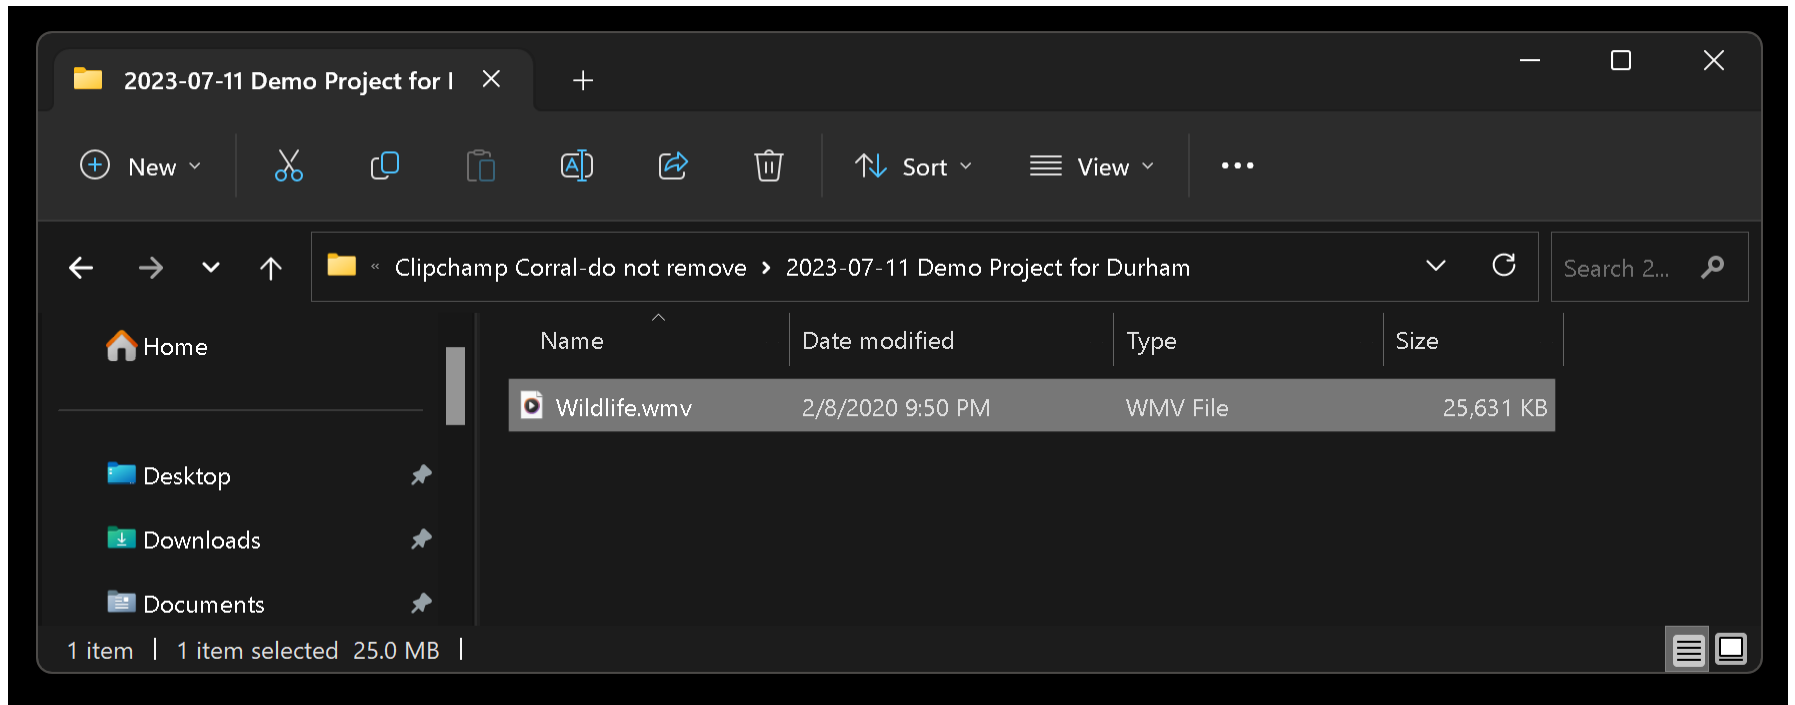 2023-07-11 Demo Project for
New
Sort
View
« Clipchamp Corral-do not remove › 2023-07-11 Demo Project for Durham
Search 2...
Home
Name Date modified Type Size
Wildlife.wmv 2/8/2020 9:50 PM WMV File 25,631 KB
Desktop
Downloads
Documents
1 item | 1 item selected 25.0 MB |